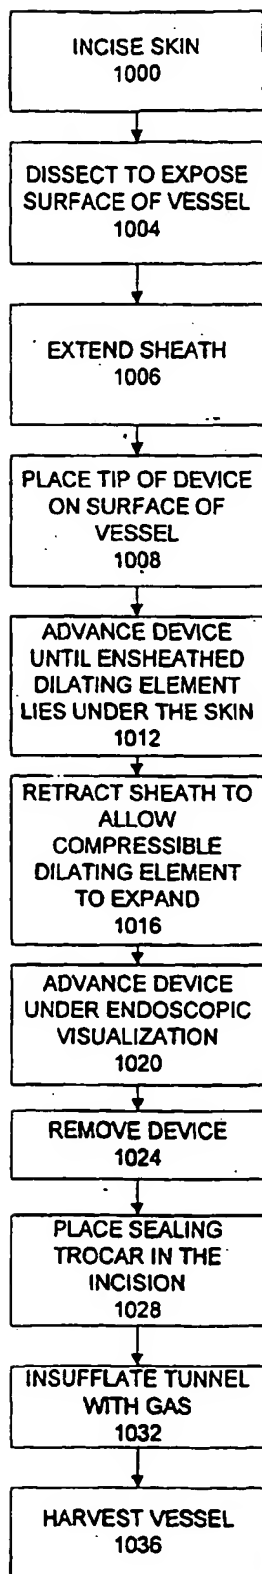 INCISE SKIN
1000
DISSECT TO EXPOSE
SURFACE OF VESSEL
1004
EXTEND SHEATH
1006
PLACE TIP OF DEVICE
ON SURFACE OF
VESSEL
1008
ADVANCE DEVICE
UNTIL ENSHEATHED
DILATING ELEMENT
LIES UNDER THE SKIN
1012
RETRACT SHEATH TO
ALLOW
COMPRESSIBLE
DILATING ELEMENT
TO EXPAND
1016
ADVANCE DEVICE
UNDER ENDOSCOPIC
VISUALIZATION
1020
REMOVE DEVICE
1024
PLACE SEALING
TROCAR IN THE
INCISION
1028
INSUFFLATE TUNNEL
WITH GAS
1032
HARVEST VESSEL
1036